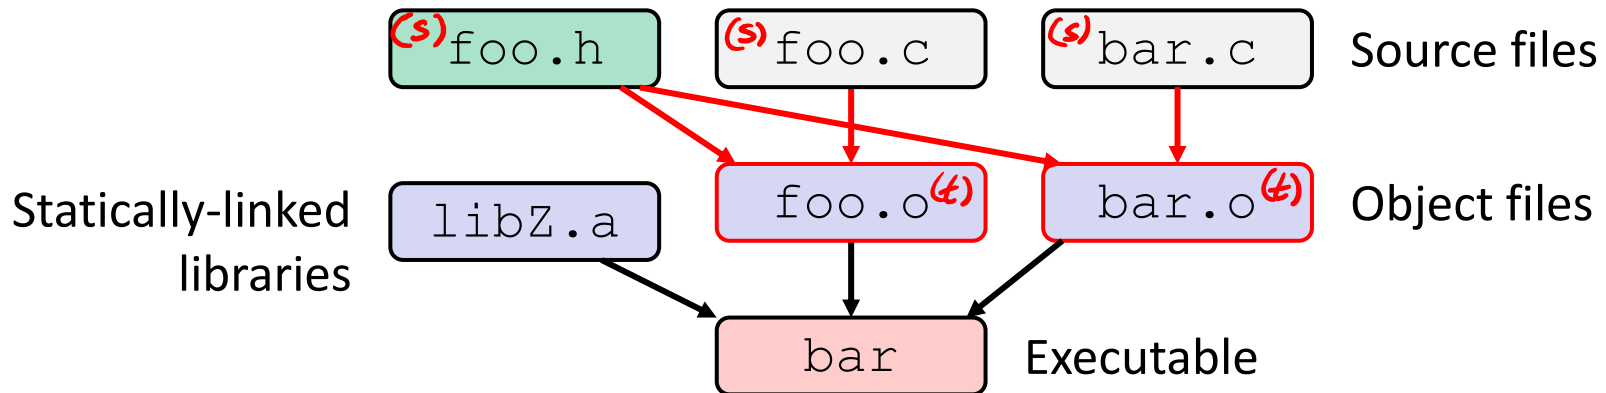 (s) foo.h (s) foo.c (s) bar.c Source files
Statically-linked libraries
libZ.a foo.o (t) bar.o (t) Object files
bar Executable